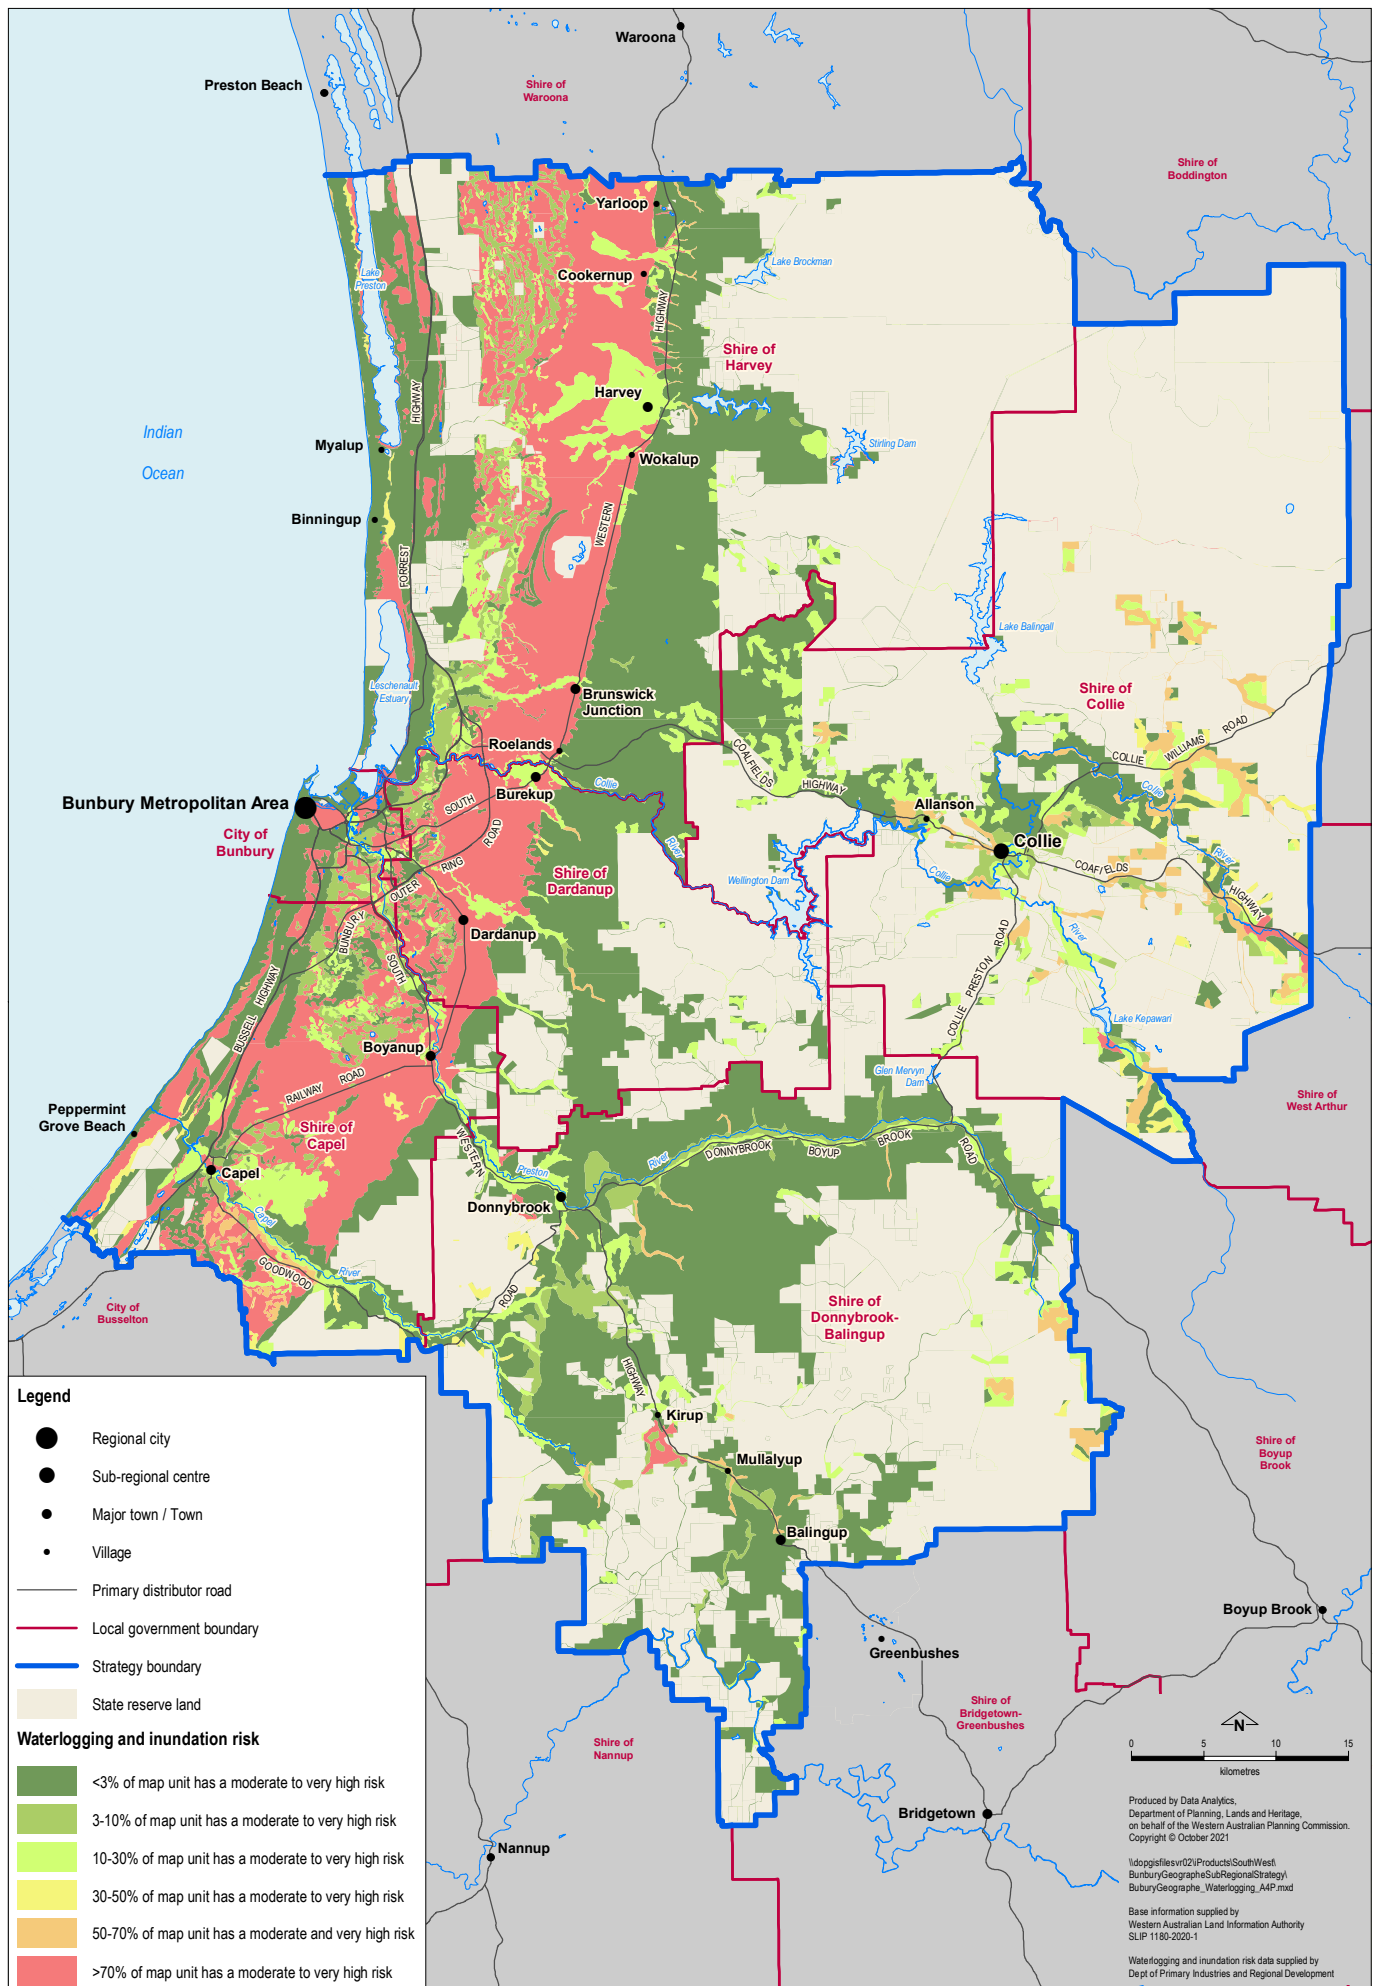 Waroona
Preston Beach
Shire of
Waroona
Shire of
Boddington
Yarloop
Lake Brockman
Lake
Preston
Cookernup
HIGHWAY
Shire of
Harvey
HIGHWAY
Harvey
Indian
Ocean
Myalup
Stirling Dam
Wokalup
Binningup
WESTERN
FORREST
Lake Balingall
Leschenault
Estuary
Shire of
Collie
Brunswick
Junction
Roelands
COALFIELDS
HIGHWAY
COLLIE
WILLIAMS
ROAD
Burekup
Collie
Collie
Bunbury Metropolitan Area
SOUTH
ROAD
Allanson
City of
Bunbury
Collie
River
RING
OUTER
BUNBURY
Shire of
Dardanup
Wellington Dam
Collie
COAFIELDS
River
HIGHWAY
Dardanup
SOUTH
River
COLLIE PRESTON ROAD
BUSSELL
HIGHWAY
Lake Kepawari
Boyanup
Glen Mervyn
Dam
RAILWAY
ROAD
Peppermint
Grove Beach
Shire of
Capel
Shire of
West Arthur
WESTERN
Preston
River
DONNYBROOK
BOYUP
BROOK
ROAD
Capel
Donnybrook
Capel
River
GOODWOOD
ROAD
City of
Busselton
Shire of
Donnybrook-
Balingup
HIGHWAY
Kirup
Mullalyup
Shire of
Boyup
Brook
Balingup
Boyup Brook
Greenbushes
Shire of
Bridgetown-
Greenbushes
Shire of
Nannup
Bridgetown
Nannup
Legend
Regional city
Sub-regional centre
Major town / Town
Village
Primary distributor road
Local government boundary
Strategy boundary
State reserve land
Waterlogging and inundation risk
<3% of map unit has a moderate to very high risk
3-10% of map unit has a moderate to very high risk
10-30% of map unit has a moderate to very high risk
30-50% of map unit has a moderate to very high risk
50-70% of map unit has a moderate and very high risk
>70% of map unit has a moderate to very high risk
N
0 5 10 15
kilometres
Produced by Data Analytics,
Department of Planning, Lands and Heritage,
on behalf of the Western Australian Planning Commission.
Copyright © October 2021
\\dopgisfilesvr02\iProducts\SouthWest\
BunburyGeographeSubRegionalStrategy\
BuburyGeographe_Waterlogging_A4P.mxd
Base information supplied by
Western Australian Land Information Authority
SLIP 1180-2020-1
Waterlogging and inundation risk data supplied by
Dept of Primary Industries and Regional Development